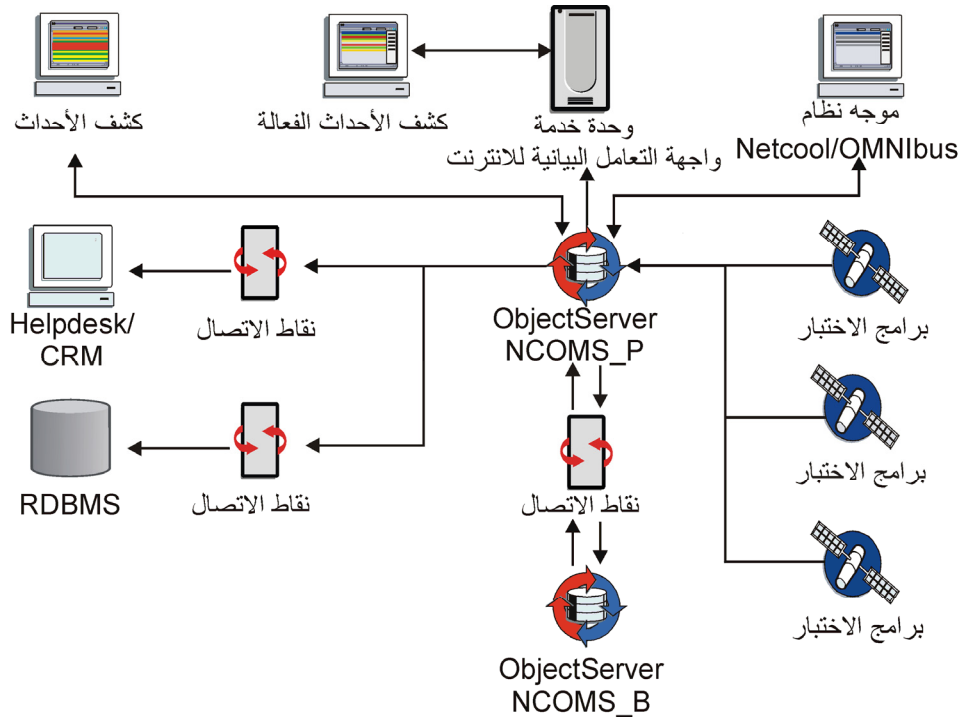 كشف الأحداث
كشف الأحداث الفعالة
وحدة خدمة
واجهة التعامل البيانية للانترنت
موجه نظام
Netcool/OMNIbus
Helpdesk/
CRM
نقاط الاتصال
ObjectServer
NCOMS_P
برامج الاختبار
RDBMS
نقاط الاتصال
نقاط الاتصال
برامج الاختبار
ObjectServer
NCOMS_B
برامج الاختبار